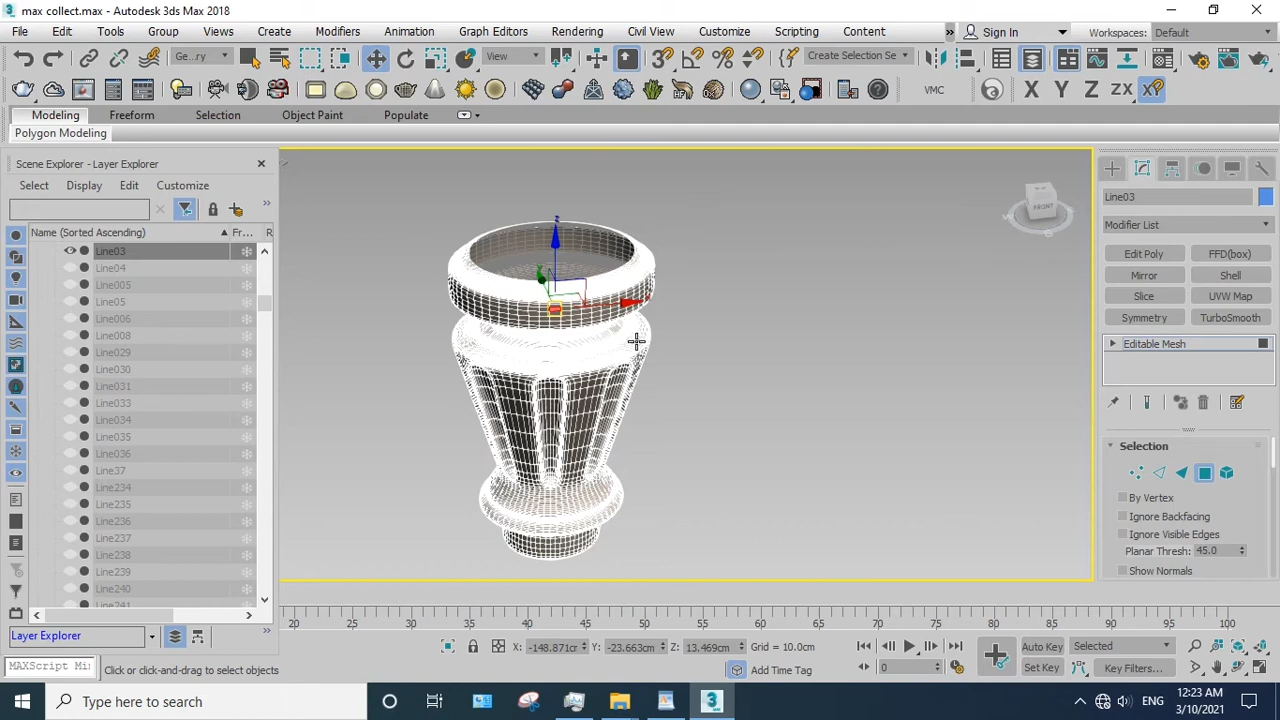 max collect.max - Autodesk 3ds Max 2018
File Edit Tools Group Views Create Modifiers Animation Graph Editors Rendering Civil View Customize Scripting Content » Sign In Workspaces: Default
Ge...ry View Create Selection Se
VMC X Y Z ZX XP
Modeling Freeform Selection Object Paint Populate
Polygon Modeling
Scene Explorer - Layer Explorer
Select Display Edit Customize
Name (Sorted Ascending) Fr... R
Line03
Line04
Line005
Line05
Line006
Line008
Line029
Line030
Line031
Line033
Line034
Line035
Line036
Line37
Line234
Line235
Line236
Line237
Line238
Line239
Line240
Line241
Layer Explorer
FRONT
Line03
Modifier List
Edit Poly FFD(box)
Mirror Shell
Slice UVW Map
Symmetry TurboSmooth
Editable Mesh
Selection
By Vertex
Ignore Backfacing
Ignore Visible Edges
Planar Thresh: 45.0
Show Normals
20 25 30 35 40 45 50 55 60 65 70 75 80 85 90 95 100
X: -148.871cm Y: -23.663cm Z: 13.469cm Grid = 10.0cm Auto Key Selected
MAXScript Mi Click or click-and-drag to select objects Add Time Tag 0 Set Key Key Filters...
Type here to search
ENG
12:23 AM
3/10/2021